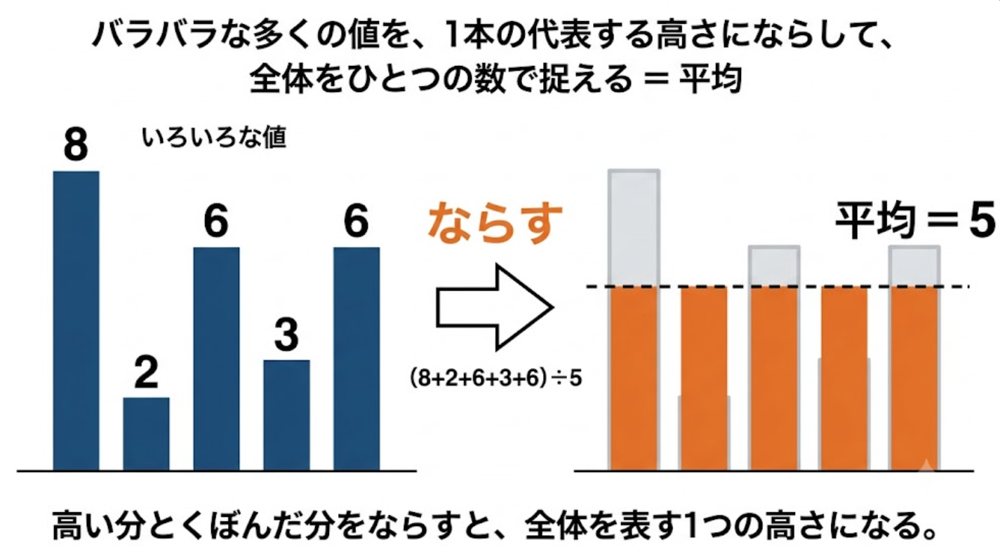 バラバラな多くの値を、1本の代表する高さにならして、
全体をひとつの数で捉える = 平均
いろいろな値
8
2
6
3
6
ならす
(8+2+6+3+6)÷5
平均 = 5
高い分とくぼんだ分をならすと、全体を表す1つの高さになる。